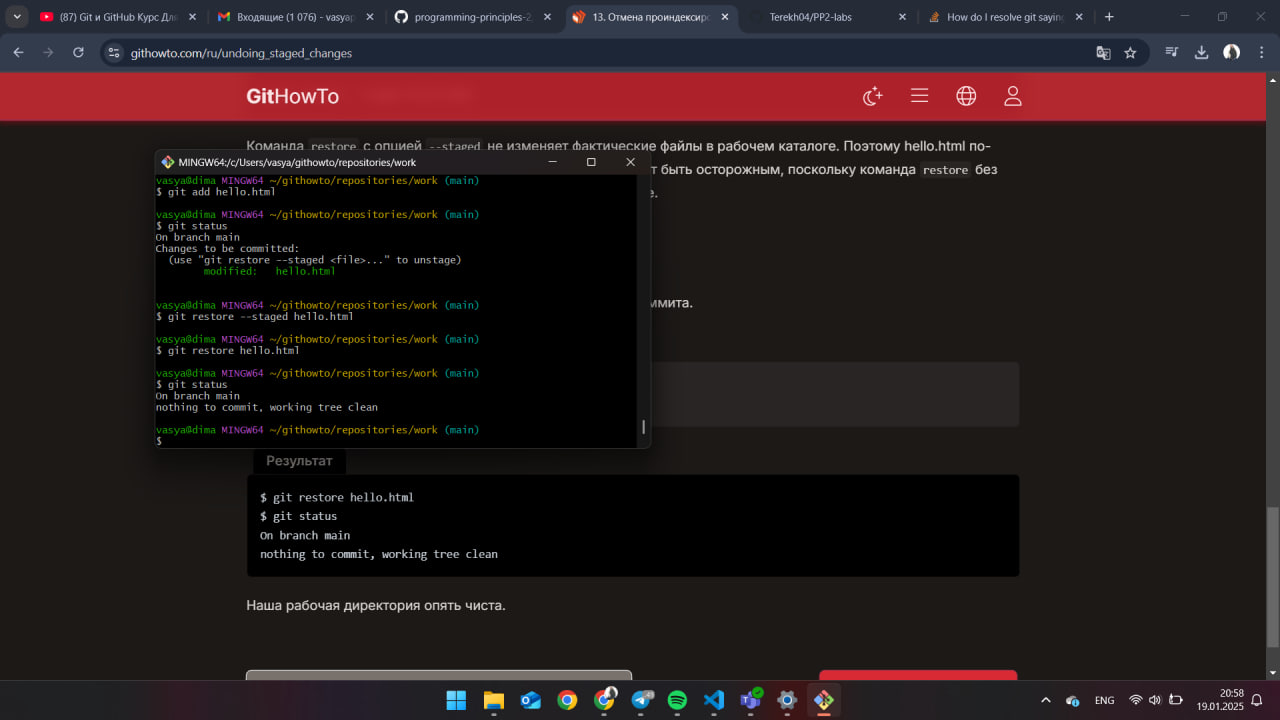 (87) Git и GitHub Курс Для
Входящие (1 076) - vasyap
programming-principles-2
13. Отмена проиндексиро
Terekh04/PP2-labs
How do I resolve git saying
githowto.com/ru/undoing_staged_changes
GitHowTo
Команда restore с опцией --staged не изменяет фактические файлы в рабочем каталоге. Поэтому hello.html по-
т быть осторожным, поскольку команда restore без
е.
ммита.
MINGW64:/c/Users/vasya/githowto/repositories/work
vasya@dima MINGW64 ~/githowto/repositories/work (main)
$ git add hello.html
vasya@dima MINGW64 ~/githowto/repositories/work (main)
$ git status
On branch main
Changes to be committed:
(use "git restore --staged <file>..." to unstage)
modified: hello.html
vasya@dima MINGW64 ~/githowto/repositories/work (main)
$ git restore --staged hello.html
vasya@dima MINGW64 ~/githowto/repositories/work (main)
$ git restore hello.html
vasya@dima MINGW64 ~/githowto/repositories/work (main)
$ git status
On branch main
nothing to commit, working tree clean
vasya@dima MINGW64 ~/githowto/repositories/work (main)
$
Результат
$ git restore hello.html
$ git status
On branch main
nothing to commit, working tree clean
Наша рабочая директория опять чиста.
ENG
20:58
19.01.2025